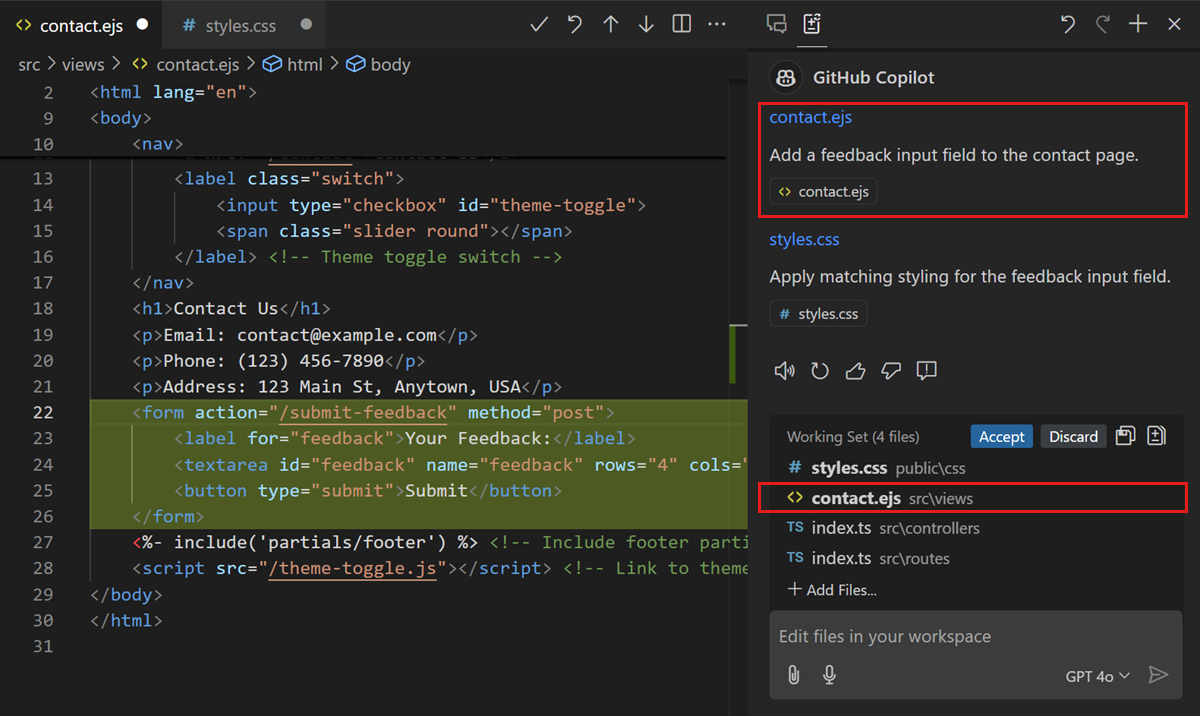 contact.ejs
styles.css
src > views > contact.ejs > html > body
2 <html lang="en">
9 <body>
10 <nav>
13 <label class="switch">
14 <input type="checkbox" id="theme-toggle">
15 <span class="slider round"></span>
16 </label> <!-- Theme toggle switch -->
17 </nav>
18 <h1>Contact Us</h1>
19 <p>Email: contact@example.com</p>
20 <p>Phone: (123) 456-7890</p>
21 <p>Address: 123 Main St, Anytown, USA</p>
22 <form action="/submit-feedback" method="post">
23 <label for="feedback">Your Feedback:</label>
24 <textarea id="feedback" name="feedback" rows="4" cols="
25 <button type="submit">Submit</button>
26 </form>
27 <%- include('partials/footer') %> <!-- Include footer parti
28 <script src="/theme-toggle.js"></script> <!-- Link to theme
29 </body>
30 </html>
31
GitHub Copilot
contact.ejs
Add a feedback input field to the contact page.
contact.ejs
styles.css
Apply matching styling for the feedback input field.
# styles.css
Working Set (4 files) Accept Discard
# styles.css public\css
contact.ejs src\views
TS index.ts src\controllers
TS index.ts src\routes
+ Add Files...
Edit files in your workspace
GPT 4o